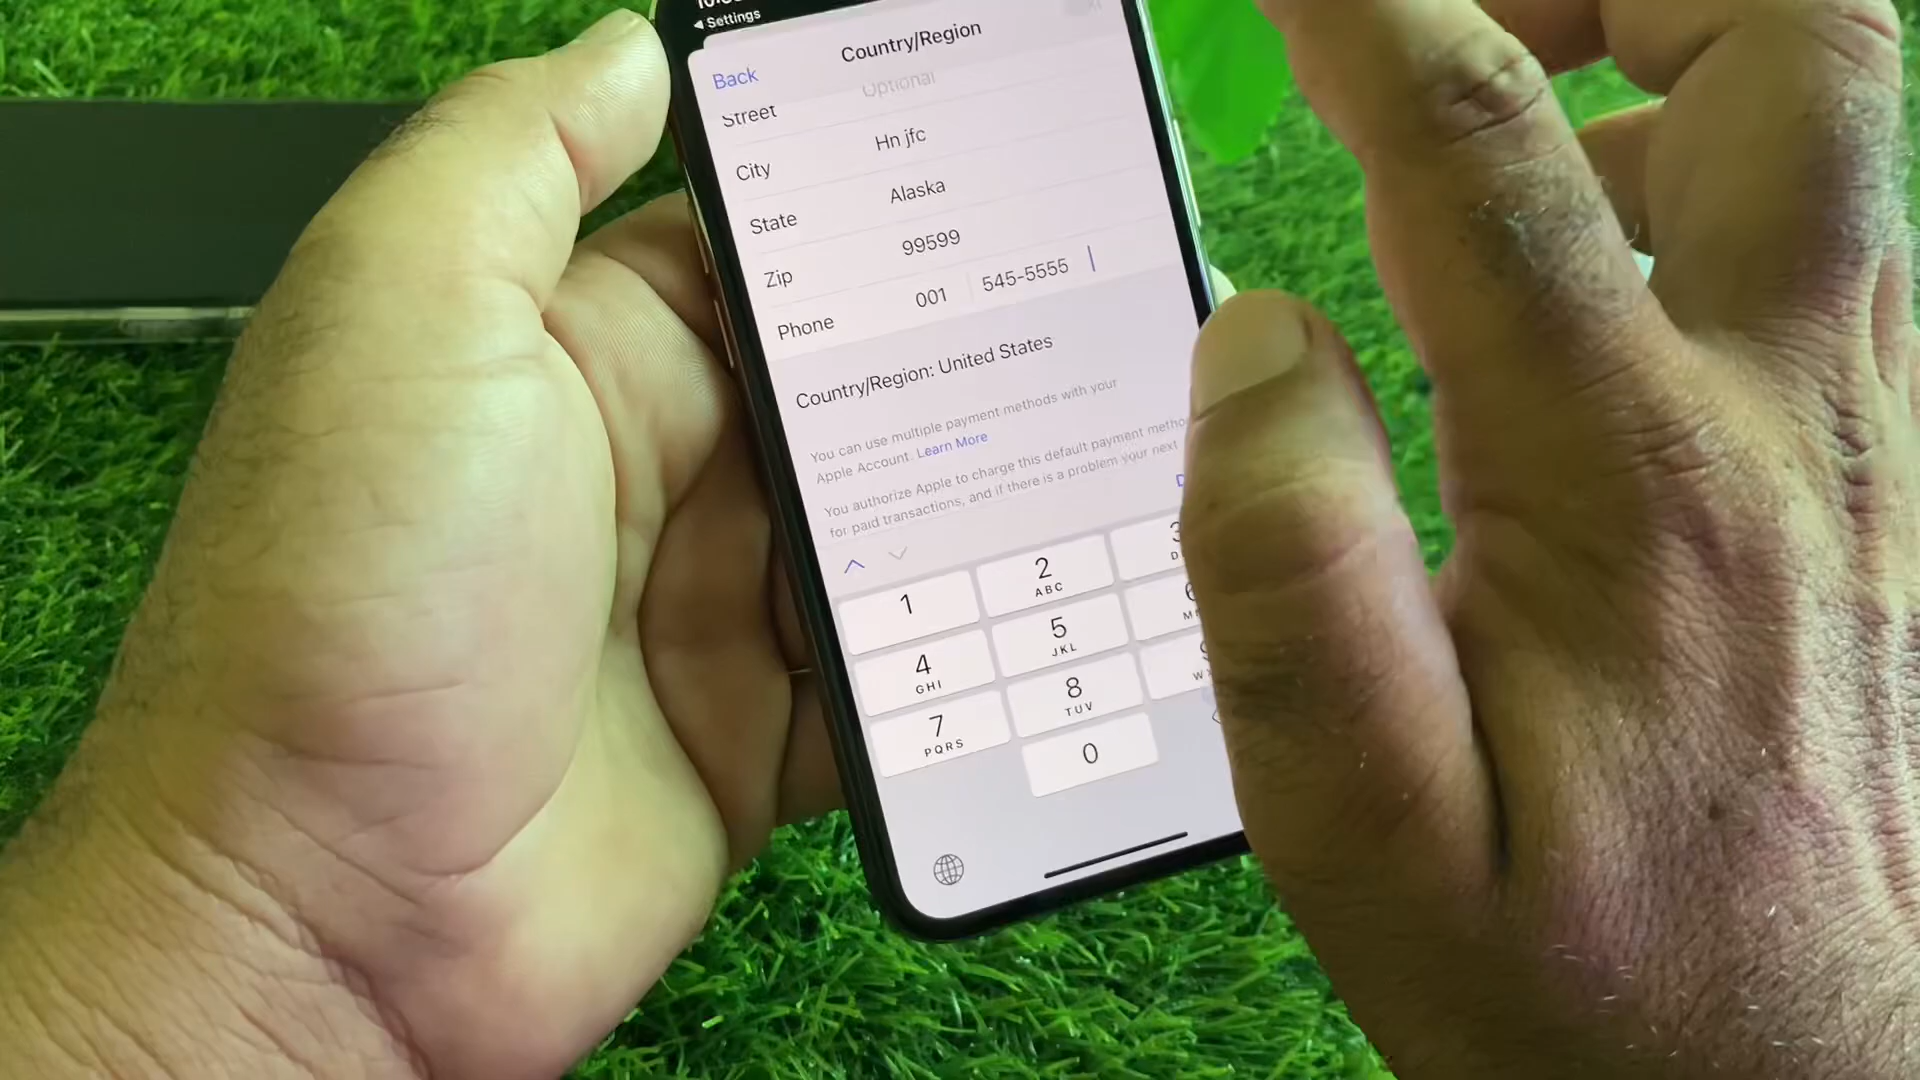 Settings
Back
Country/Region
Street Optional
City Hn jfc
State Alaska
Zip 99599
Phone 001 545-5555
Country/Region: United States
You can use multiple payment methods with your
Apple Account. Learn More
You authorize Apple to charge this default payment
for paid transactions, and if there is a problem your next
1
2
ABC
3
4
GHI
5
JKL
7
PQRS
8
TUV
0